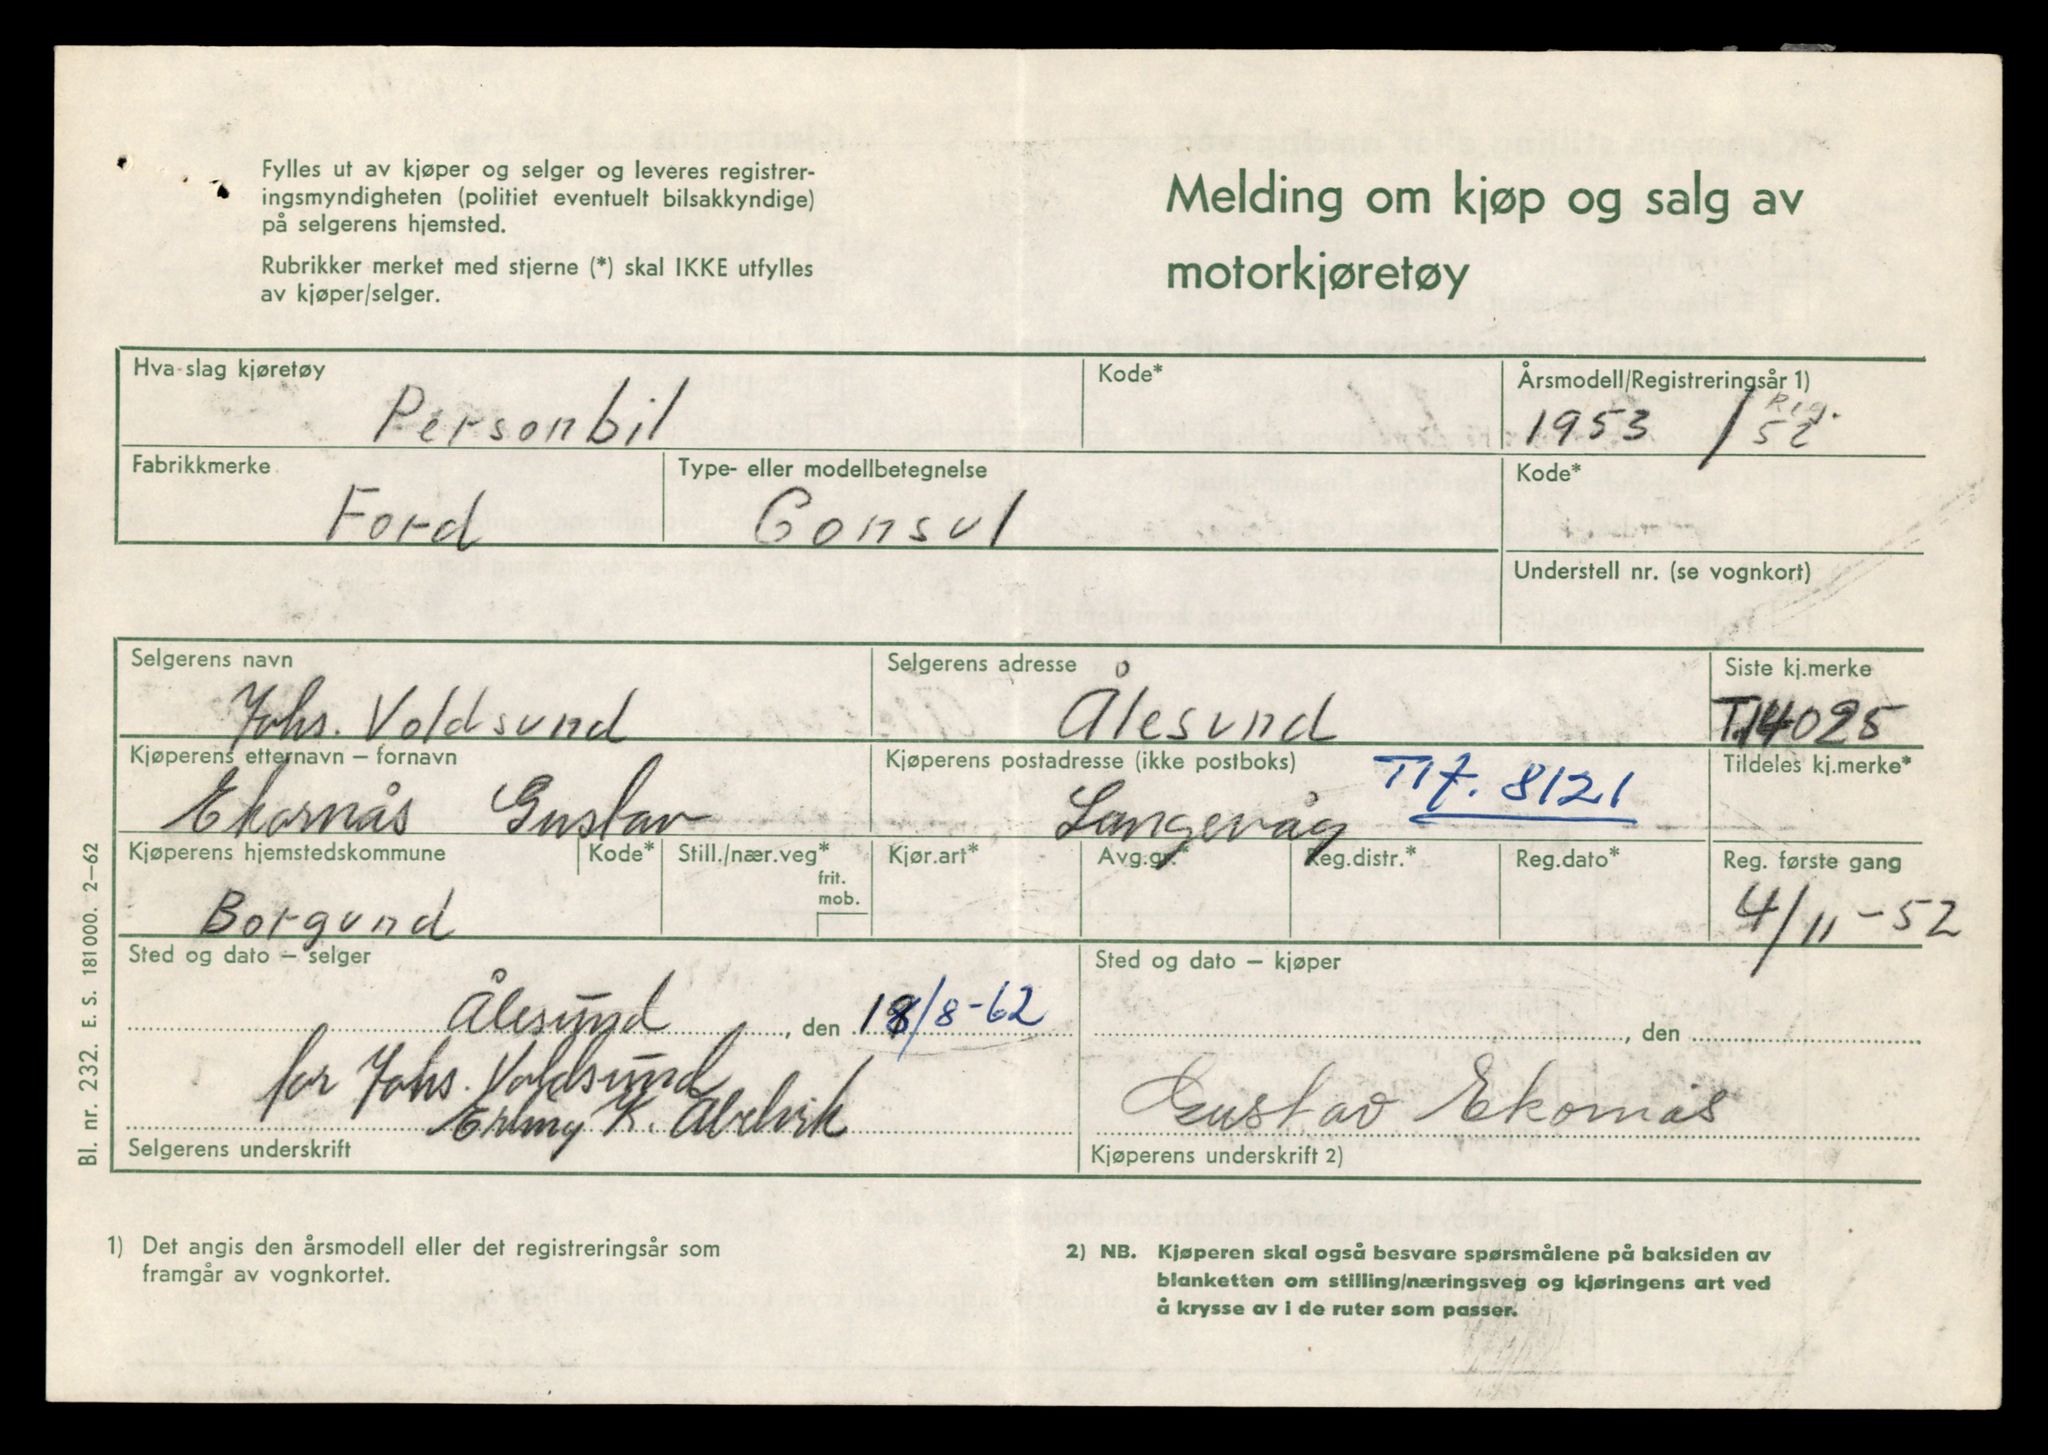 Fylles ut av kjøper og selger og leveres registrer-
ingsmyndigheten (politiet eventuelt bilsakkyndige)
på selgerens hjemsted.
Rubrikker merket med stjerne (*) skal IKKE utfylles
av kjøper/selger.
Melding om kjøp og salg av
motorkjøretøy
Hva slag kjøretøy
Kode*
Årsmodell/Registreringsår 1)
Personbil
1953 / Rig. 52
Fabrikkmerke
Type- eller modellbetegnelse
Kode*
Ford
Consul
Understell nr. (se vognkort)
Selgerens navn
Selgerens adresse
Siste kj.merke
Johs. Voldsund
Ålesund
T.14025
Kjøperens etternavn – fornavn
Kjøperens postadresse (ikke postboks)
Tildeles kj.merke*
Ekornås Gustav
Langevåg
Tlf. 8121
Kjøperens hjemstedskommune
Kode*
Still./nær.veg*
frit.
mob.
Kjør.art*
Avg.gr.*
Reg.distr.*
Reg.dato*
Reg. første gang
Borgund
4/11-52
Sted og dato – selger
Sted og dato – kjøper
Ålesund, den 18/8-62
, den
for Johs. Voldsund
Erling K. Alvelvik
Gustav Ekornås
Selgerens underskrift
Kjøperens underskrift 2)
1) Det angis den årsmodell eller det registreringsår som
framgår av vognkortet.
2) NB. Kjøperen skal også besvare spørsmålene på baksiden av
blanketten om stilling/næringsveg og kjøringens art ved
å krysse av i de ruter som passer.
Bl. nr. 232. E. S. 181000. 2–62